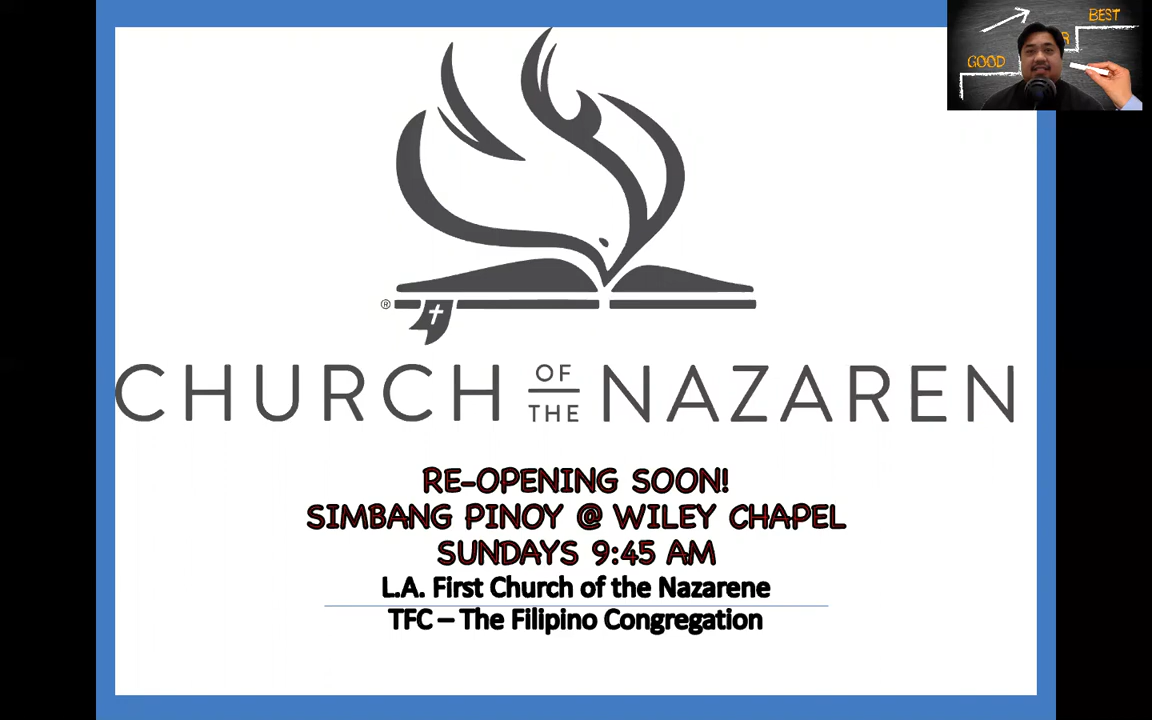 BEST
R
GOOD
®
CHURCH OF THE NAZAREN
RE-OPENING SOON!
SIMBANG PINOY @ WILEY CHAPEL
SUNDAYS 9:45 AM
L.A. First Church of the Nazarene
TFC – The Filipino Congregation